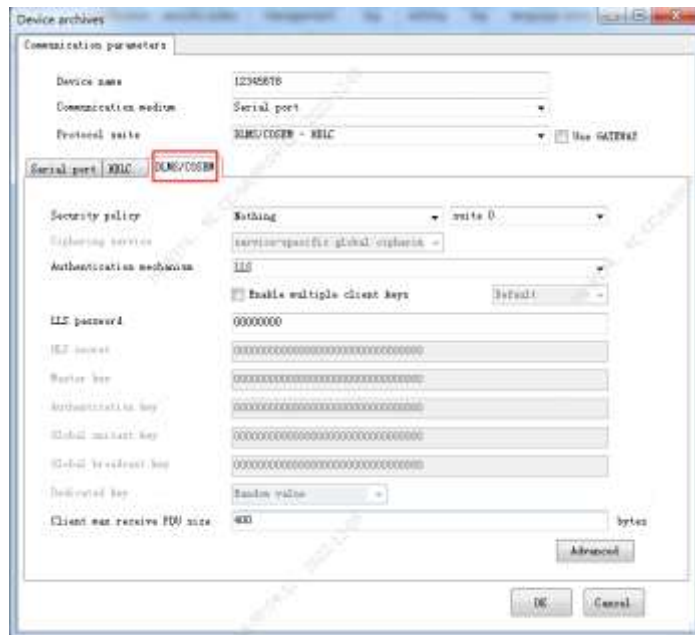 Device archives
Communication parameters
Device name 12345678
Communication medium Serial port
Protocol suite DLMS/COSEM - HDLC Use GATEWAY
Serial port HDLC DLMS/COSEM
Security policy Nothing suite 0
Ciphering service service-specific global cipherin
Authentication mechanism LLS
Enable multiple client keys Default
LLS password 00000000
HLS secret 00000000000000000000000000000000
Master key 00000000000000000000000000000000
Authentication key 00000000000000000000000000000000
Global unicast key 00000000000000000000000000000000
Global broadcast key 00000000000000000000000000000000
Dedicated key Random value
Client max receive PDU size 400 bytes
Advanced
OK Cancel